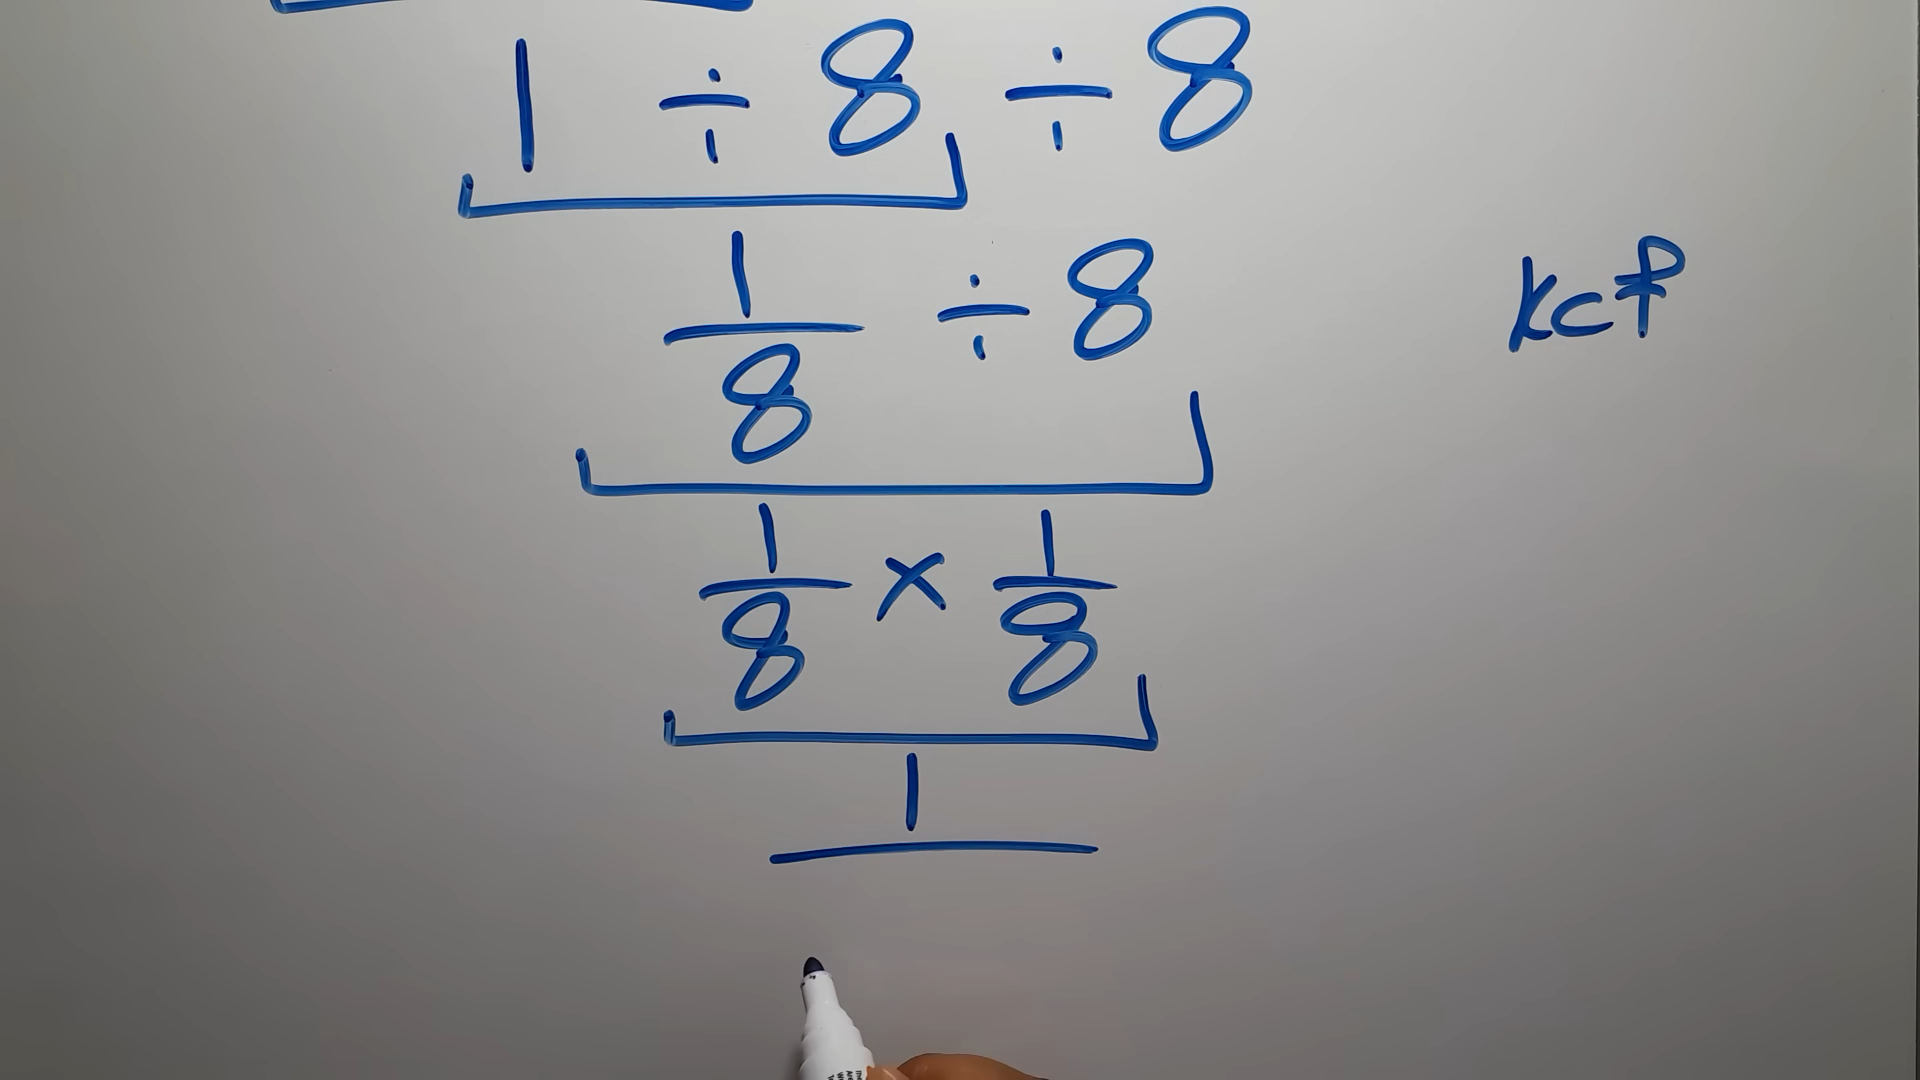 1 ÷ 8 ÷ 8
1/8 ÷ 8
kcf
1/8 × 1/8
1